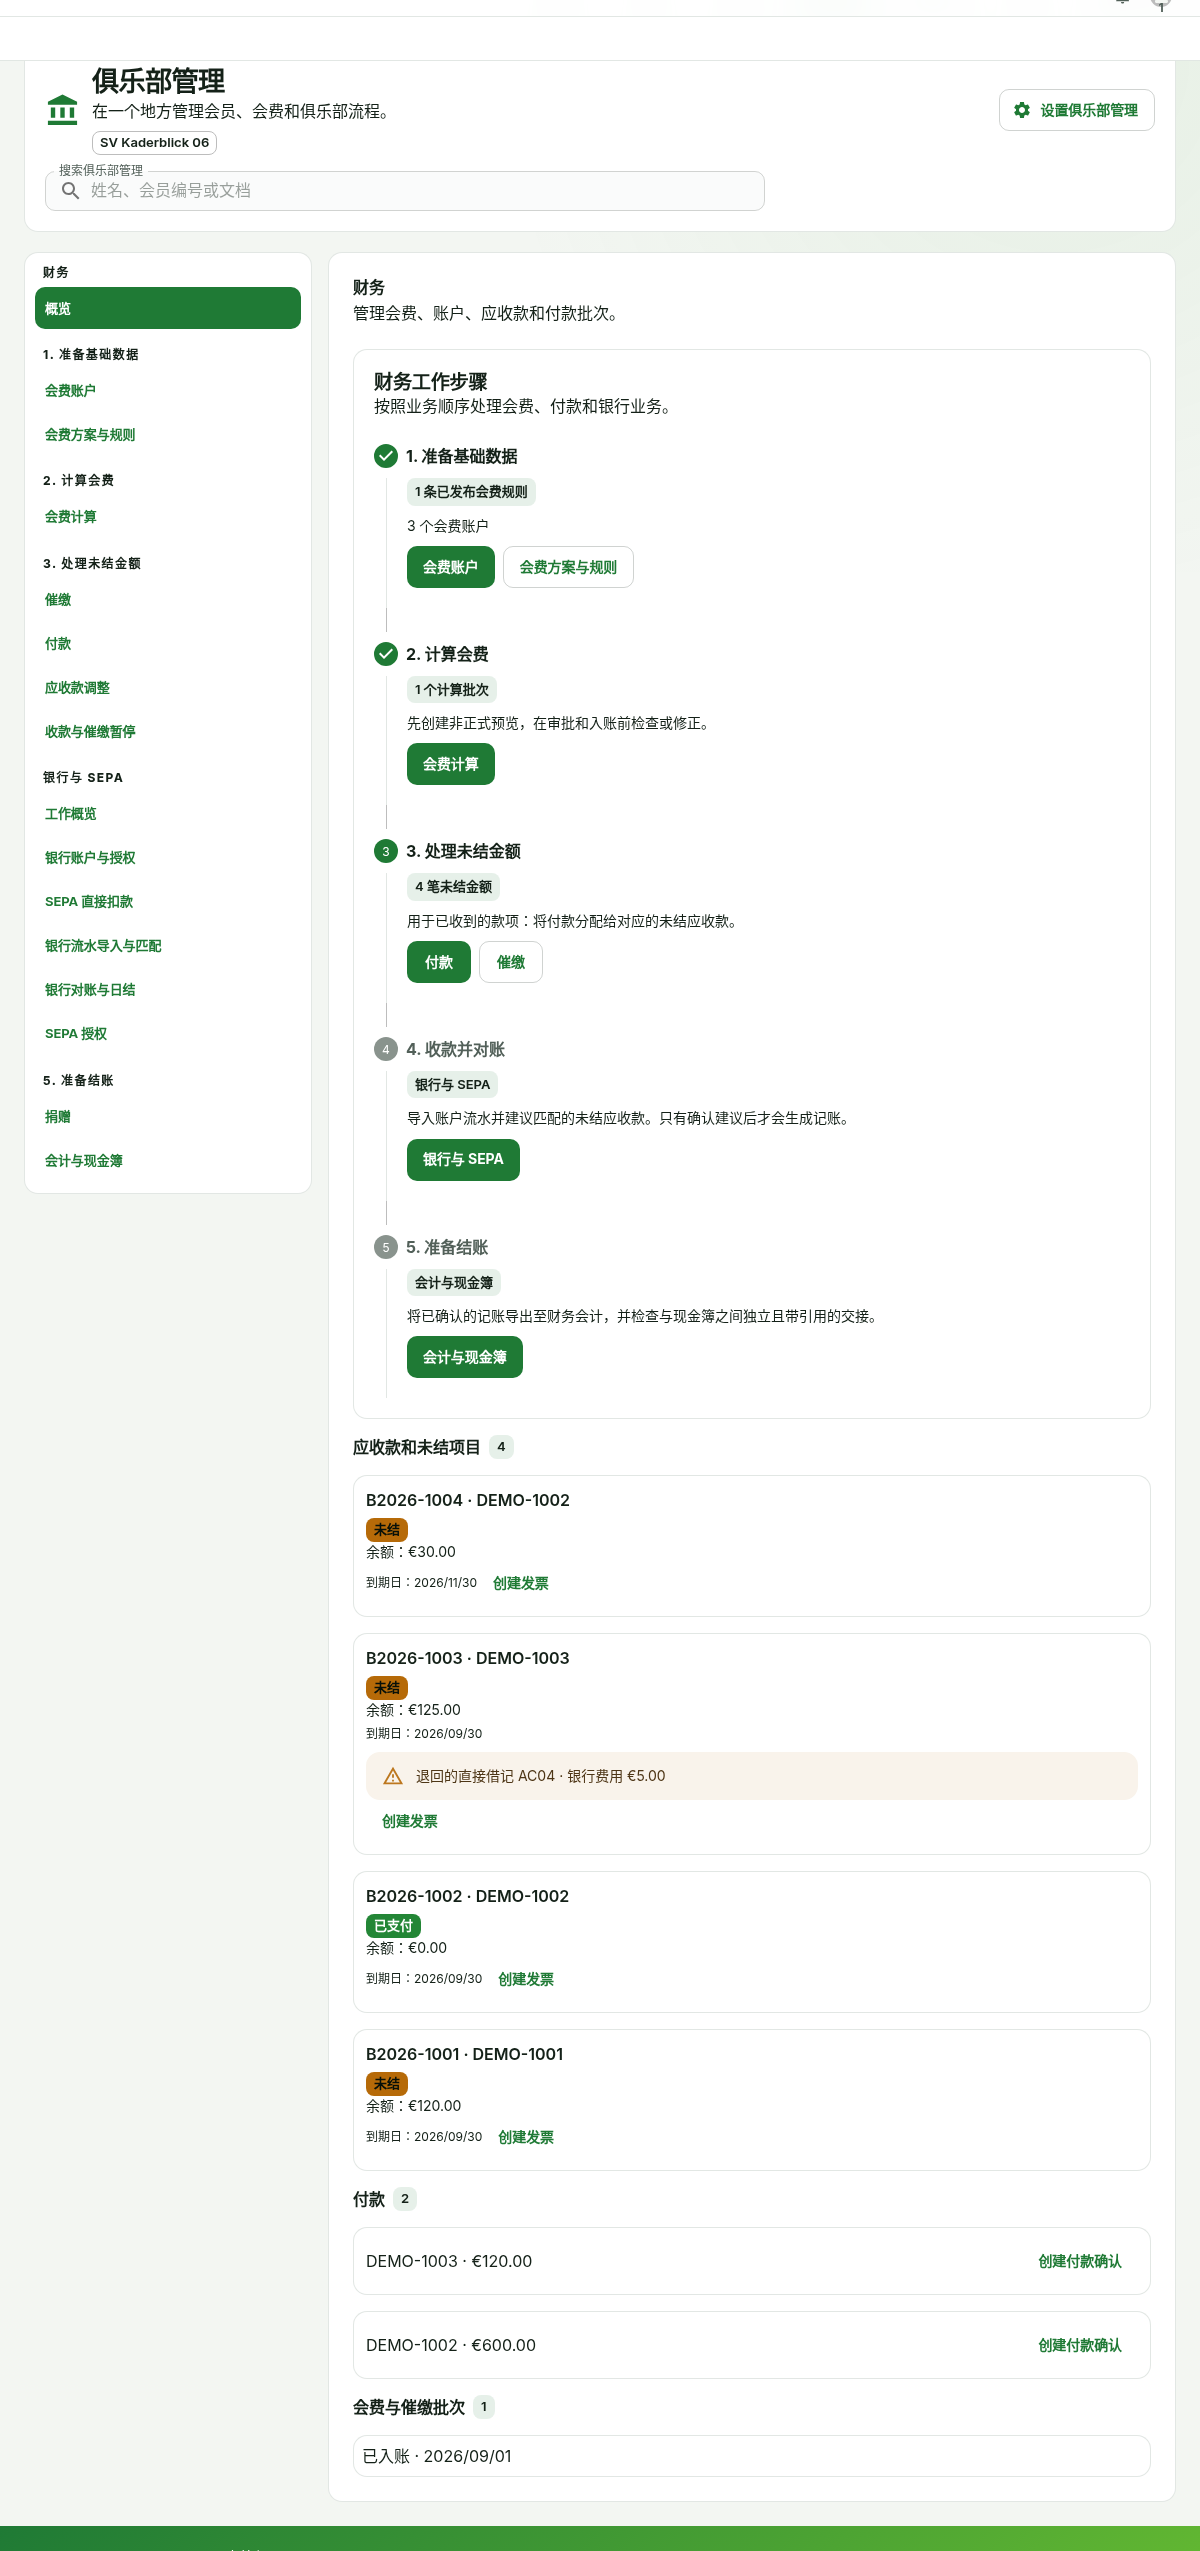 俱乐部管理
在一个地方管理会员、会费和俱乐部流程。
SV Kaderblick 06
设置俱乐部管理
搜索俱乐部管理
姓名、会员编号或文档
财务
概览
1. 准备基础数据
会费账户
会费方案与规则
2. 计算会费
会费计算
3. 处理未结金额
催缴
付款
应收款调整
收款与催缴暂停
银行与 SEPA
工作概览
银行账户与授权
SEPA 直接扣款
银行流水导入与匹配
银行对账与日结
SEPA 授权
5. 准备结账
捐赠
会计与现金簿
财务
管理会费、账户、应收款和付款批次。
财务工作步骤
按照业务顺序处理会费、付款和银行业务。
1. 准备基础数据
1 条已发布会费规则
3 个会费账户
会费账户
会费方案与规则
2. 计算会费
1 个计算批次
先创建非正式预览，在审批和入账前检查或修正。
会费计算
3
3. 处理未结金额
4 笔未结金额
用于已收到的款项：将付款分配给对应的未结应收款。
付款
催缴
4
4. 收款并对账
银行与 SEPA
导入账户流水并建议匹配的未结应收款。只有确认建议后才会生成记账。
银行与 SEPA
5
5. 准备结账
会计与现金簿
将已确认的记账导出至财务会计，并检查与现金簿之间独立且带引用的交接。
会计与现金簿
应收款和未结项目 4
B2026-1004 · DEMO-1002
未结
余额：€30.00
到期日：2026/11/30 创建发票
B2026-1003 · DEMO-1003
未结
余额：€125.00
到期日：2026/09/30
退回的直接借记 AC04 · 银行费用 €5.00
创建发票
B2026-1002 · DEMO-1002
已支付
余额：€0.00
到期日：2026/09/30 创建发票
B2026-1001 · DEMO-1001
未结
余额：€120.00
到期日：2026/09/30 创建发票
付款 2
DEMO-1003 · €120.00 创建付款确认
DEMO-1002 · €600.00 创建付款确认
会费与催缴批次 1
已入账 · 2026/09/01